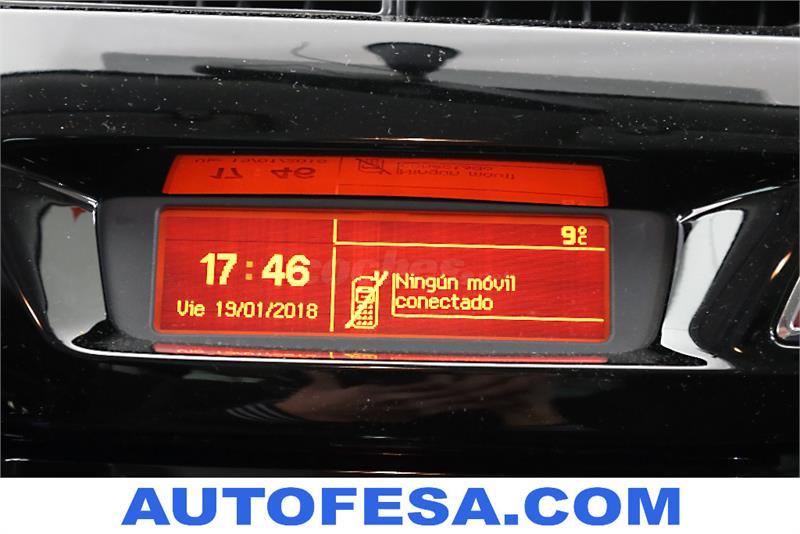 9°C
17:46
Vie 19/01/2018
Ningún móvil
conectado
AUTOFESA.COM